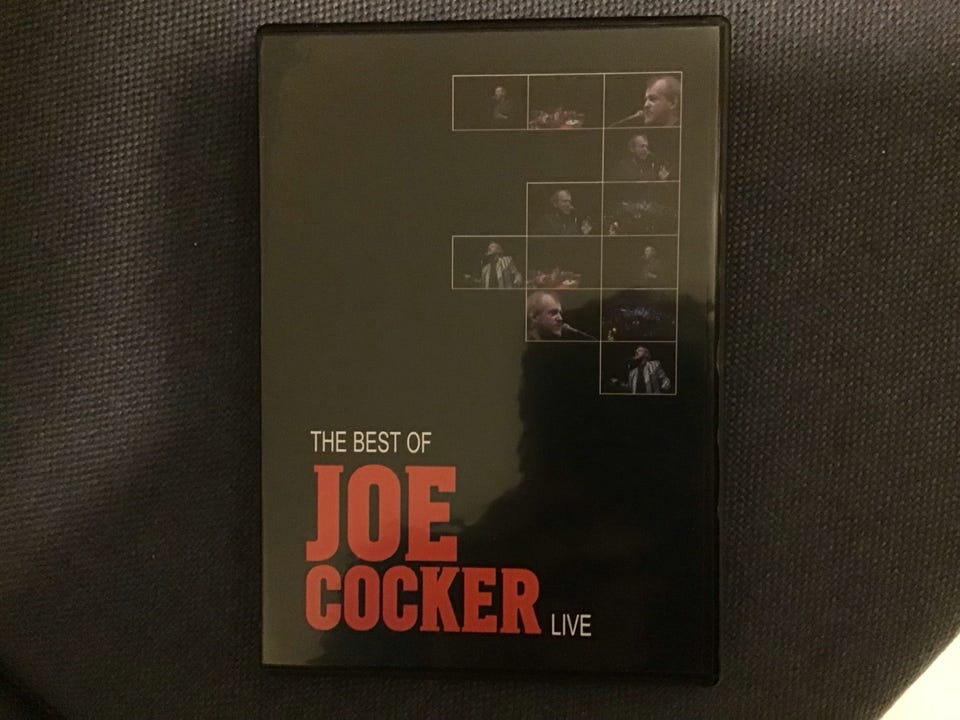 THE BEST OF
JOE
COCKER LIVE